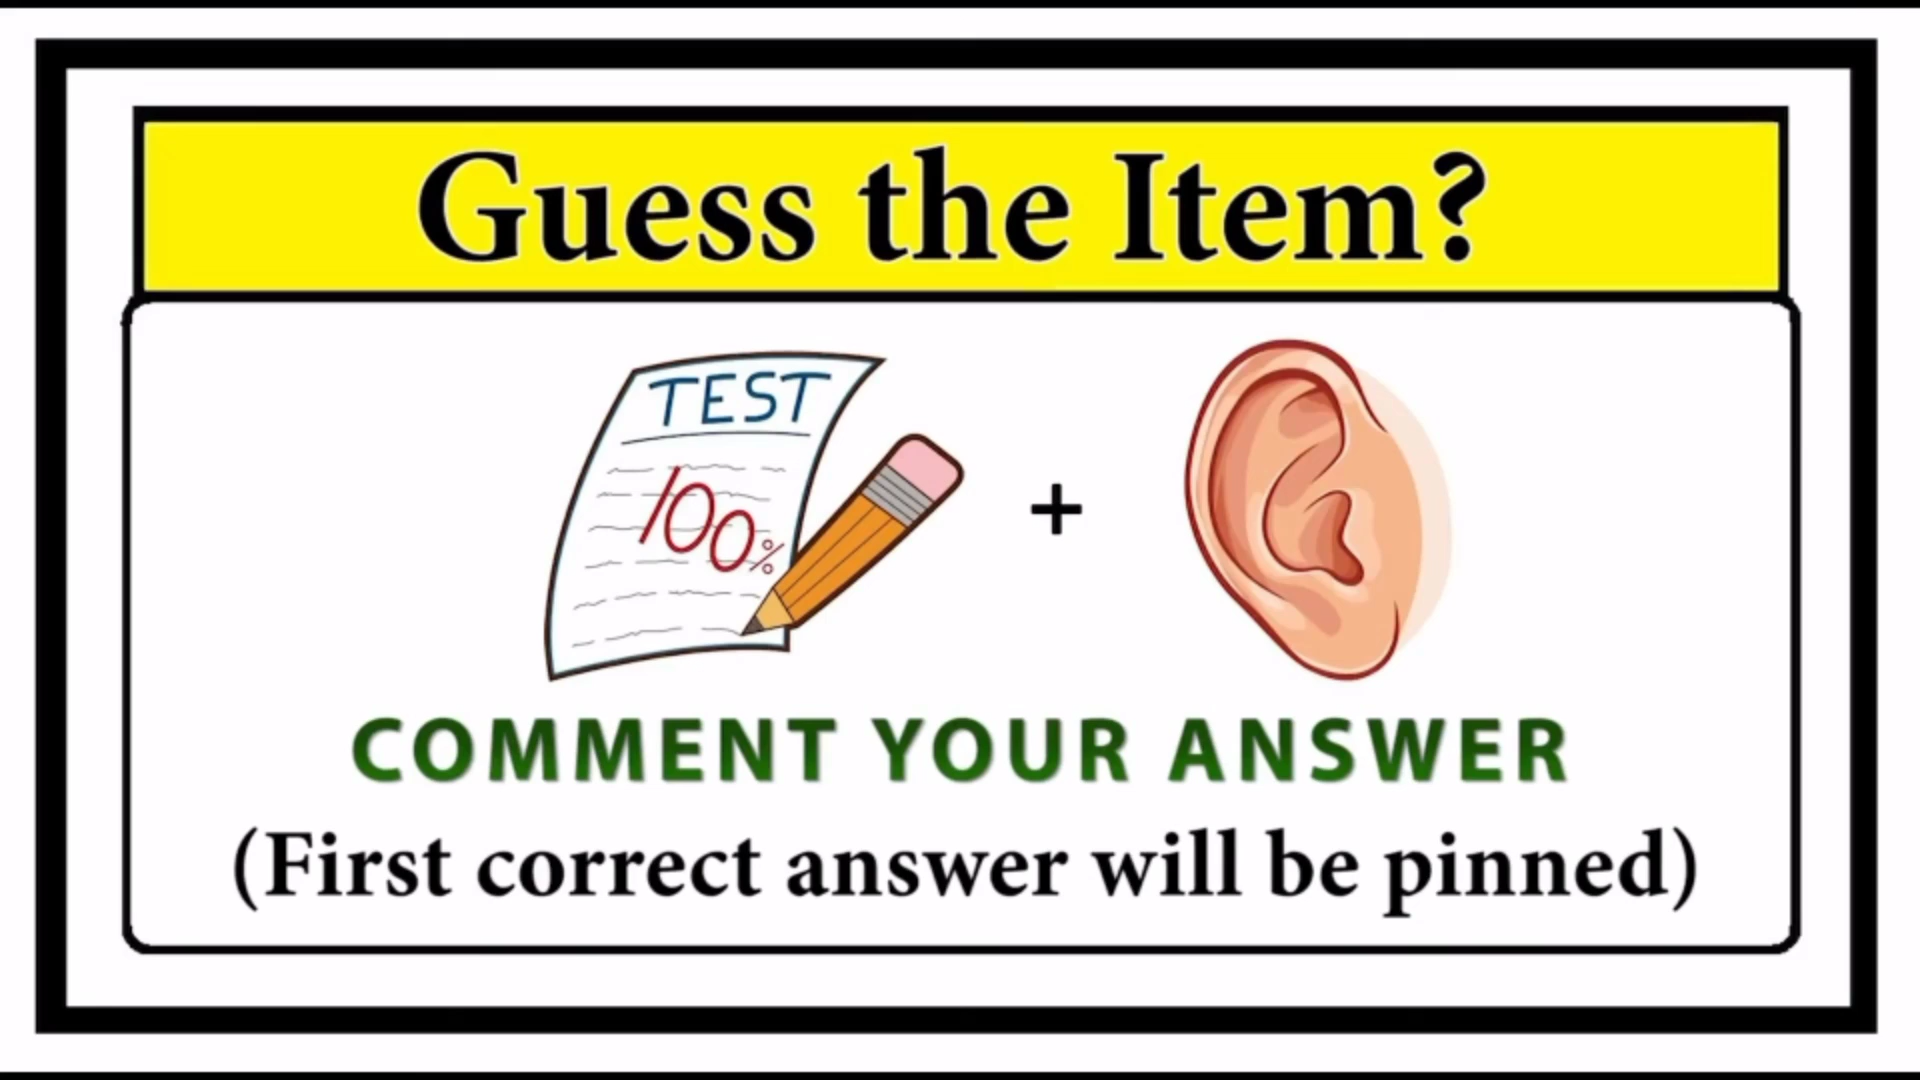 Guess the Item?
TEST
100%
+
COMMENT YOUR ANSWER
(First correct answer will be pinned)